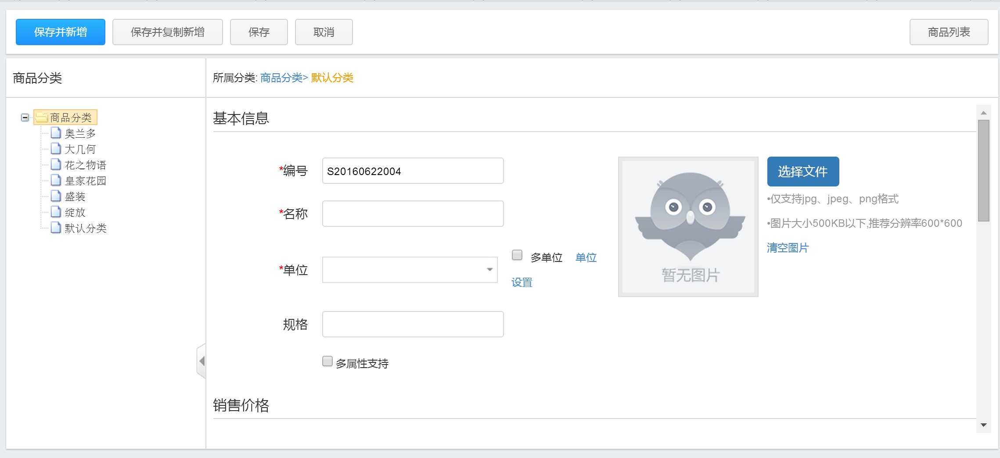 保存并新增 保存并复制新增 保存 取消 商品列表
商品分类
所属分类: 商品分类> 默认分类
商品分类
奥兰多
大几何
花之物语
皇家花园
盛装
绽放
默认分类
基本信息
*编号 S20160622004
*名称
*单位
多单位 单位
设置
规格
多属性支持
暂无图片
选择文件
•仅支持jpg、jpeg、png格式
•图片大小500KB以下,推荐分辨率600*600
清空图片
销售价格